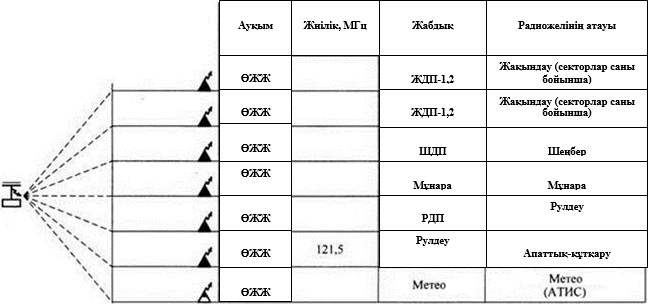 Ауқым Жиілік, МГц Жабдық Радиожелінің атауы
ӨЖЖ ЖДП-1,2 Жақындау (секторлар саны
бойынша)
ӨЖЖ ЖДП-1,2 Жақындау (секторлар саны
бойынша)
ӨЖЖ ШДП Шеңбер
ӨЖЖ Мұнара Мұнара
ӨЖЖ РДП Рулдеу
ӨЖЖ 121,5 Рулдеу Апаттық-құтқару
ӨЖЖ Метео Метео
(АТИС)